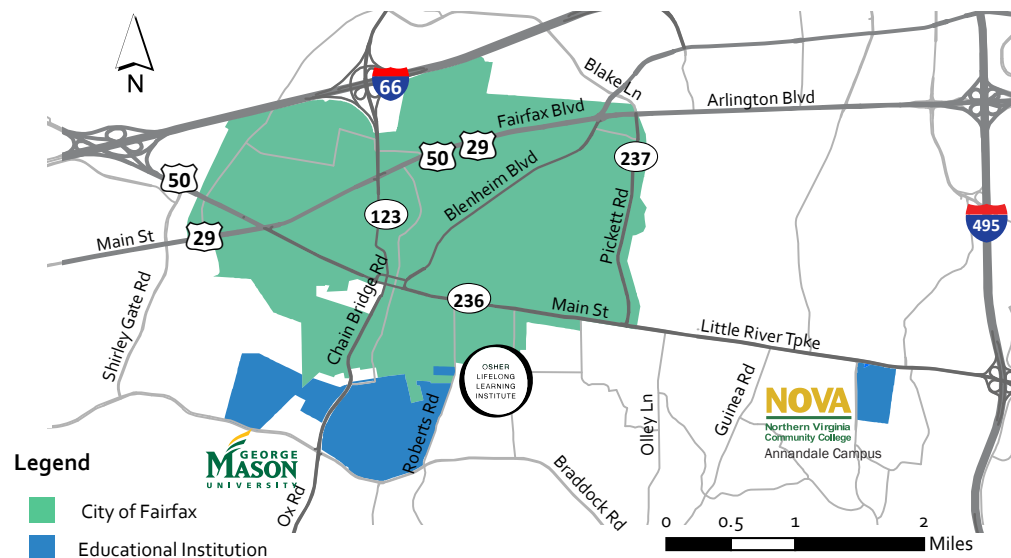 N
66
Blake Ln
Arlington Blvd
Fairfax Blvd
29
50
237
50
Blenheim Blvd
123
Pickett Rd
495
Main St
29
Shirley Gate Rd
Chain Bridge Rd
236
Main St
Little River Tpke
OSHER
LIFELONG
LEARNING
INSTITUTE
Roberts Rd
Olley Ln
Guinea Rd
NOVA
Northern Virginia
Community College
Annandale Campus
GEORGE
MASON
UNIVERSITY
Ox Rd
Braddock Rd
Legend
City of Fairfax
Educational Institution
0 0.5 1 2
Miles